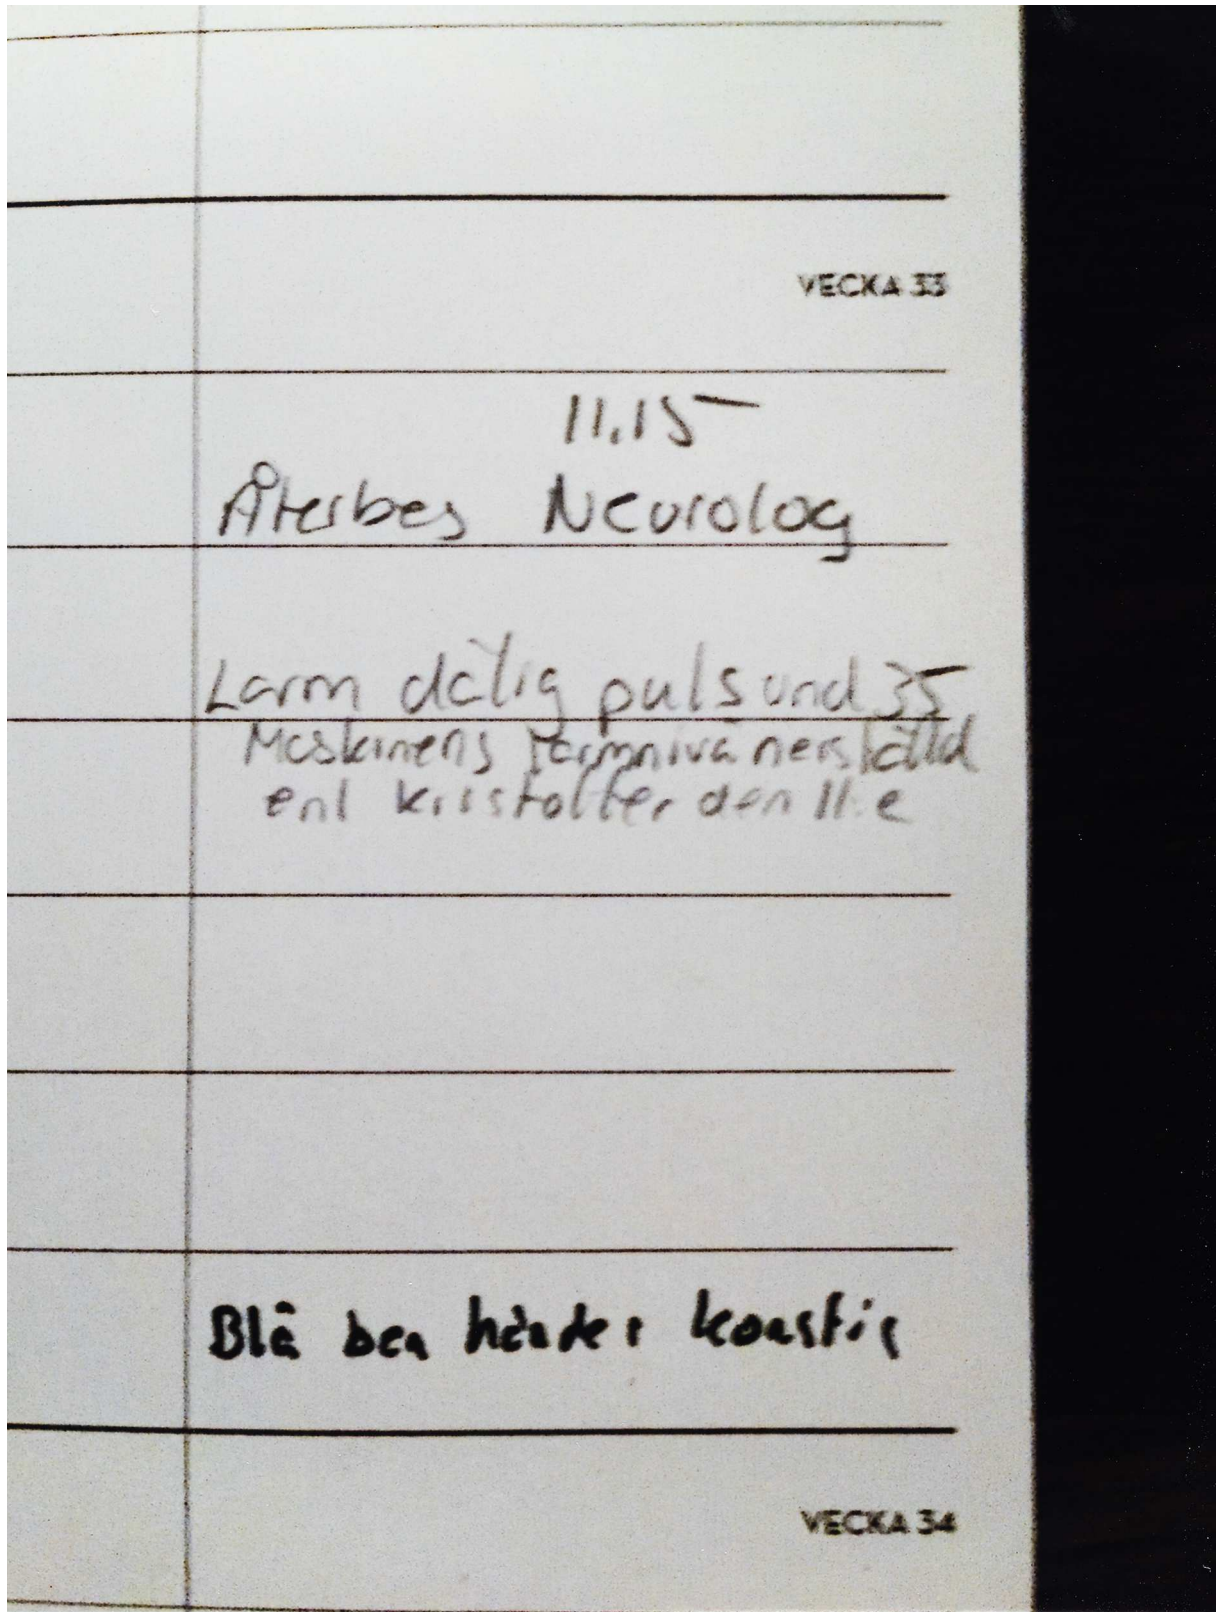 VECKA 33
11.15
Återbes Neurolog
Larm dålig puls und 35
Maskinens larmnivå nerställd
enl Kristoffer den 11:e
Blå ben händer konstig
VECKA 34